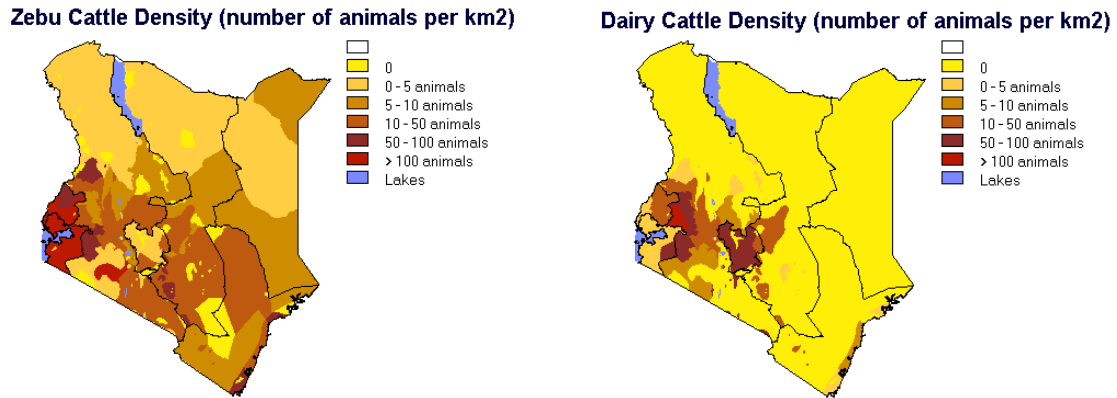 Zebu Cattle Density (number of animals per km2)
0
0 - 5 animals
5 - 10 animals
10 - 50 animals
50 - 100 animals
> 100 animals
Lakes
Dairy Cattle Density (number of animals per km2)
0
0 - 5 animals
5 - 10 animals
10 - 50 animals
50 - 100 animals
> 100 animals
Lakes